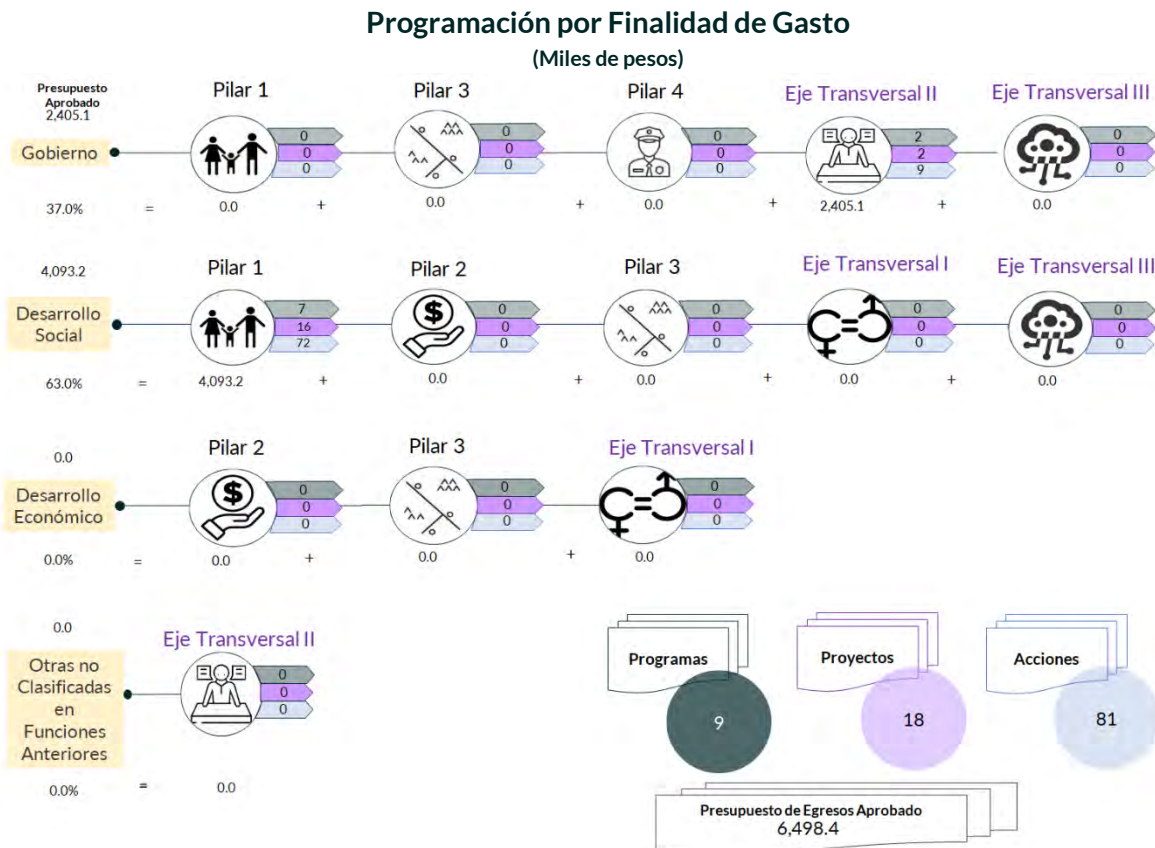 Programación por Finalidad de Gasto
(Miles de pesos)
Presupuesto
Aprobado
2,405.1
Pilar 1
Pilar 3
Pilar 4
Eje Transversal II
Eje Transversal III
Gobierno
0
0
0
0
0
0
0
0
0
2
2
9
0
0
0
37.0%
=
0.0
+
0.0
+
0.0
+
2,405.1
+
0.0
4,093.2
Pilar 1
Pilar 2
Pilar 3
Eje Transversal I
Eje Transversal III
Desarrollo
Social
7
16
72
$
0
0
0
0
0
0
0
0
0
0
0
0
63.0%
=
4,093.2
+
0.0
+
0.0
+
0.0
+
0.0
0.0
Pilar 2
Pilar 3
Eje Transversal I
Desarrollo
Económico
$
0
0
0
0
0
0
0
0
0
0.0%
=
0.0
+
0.0
+
0.0
0.0
Eje Transversal II
Otras no
Clasificadas
en
Funciones
Anteriores
0
0
0
0.0%
=
0.0
Programas
Proyectos
Acciones
9
18
81
Presupuesto de Egresos Aprobado
6,498.4